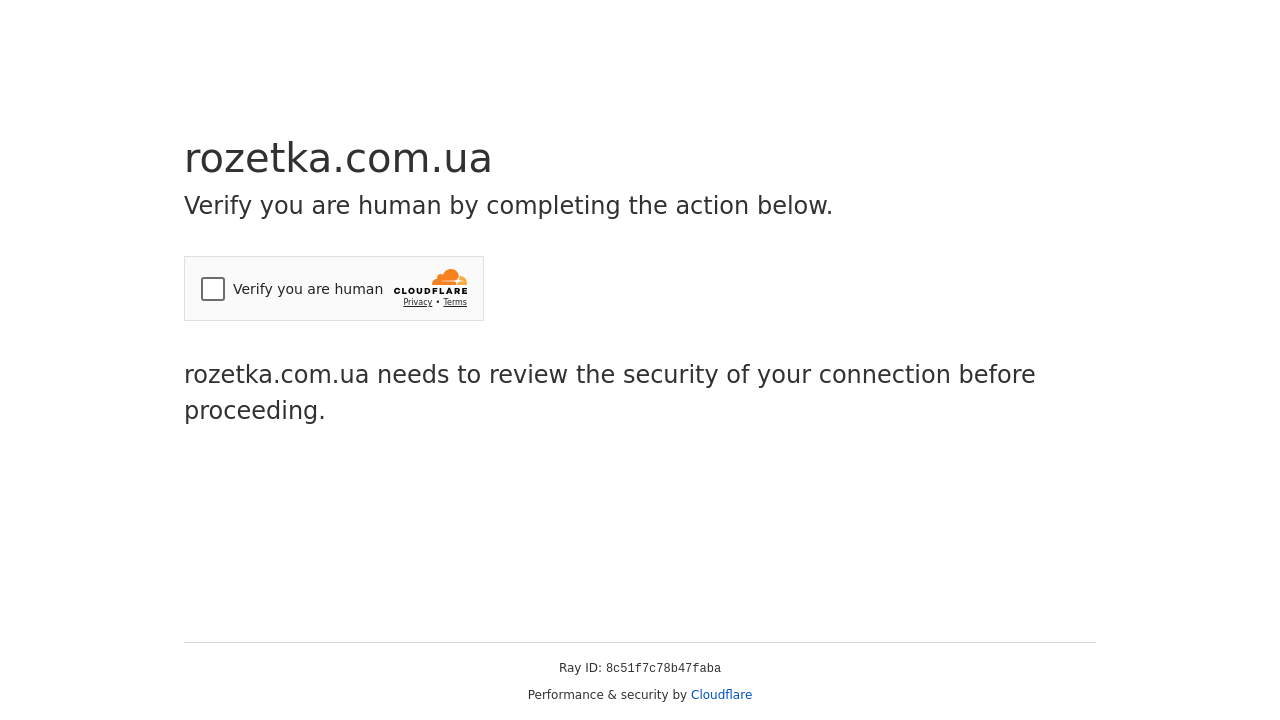 rozetka.com.ua
Verify you are human by completing the action below.
Verify you are human
CLOUDFLARE
Privacy • Terms
rozetka.com.ua needs to review the security of your connection before
proceeding.
Ray ID: 8c51f7c78b47faba
Performance & security by Cloudflare